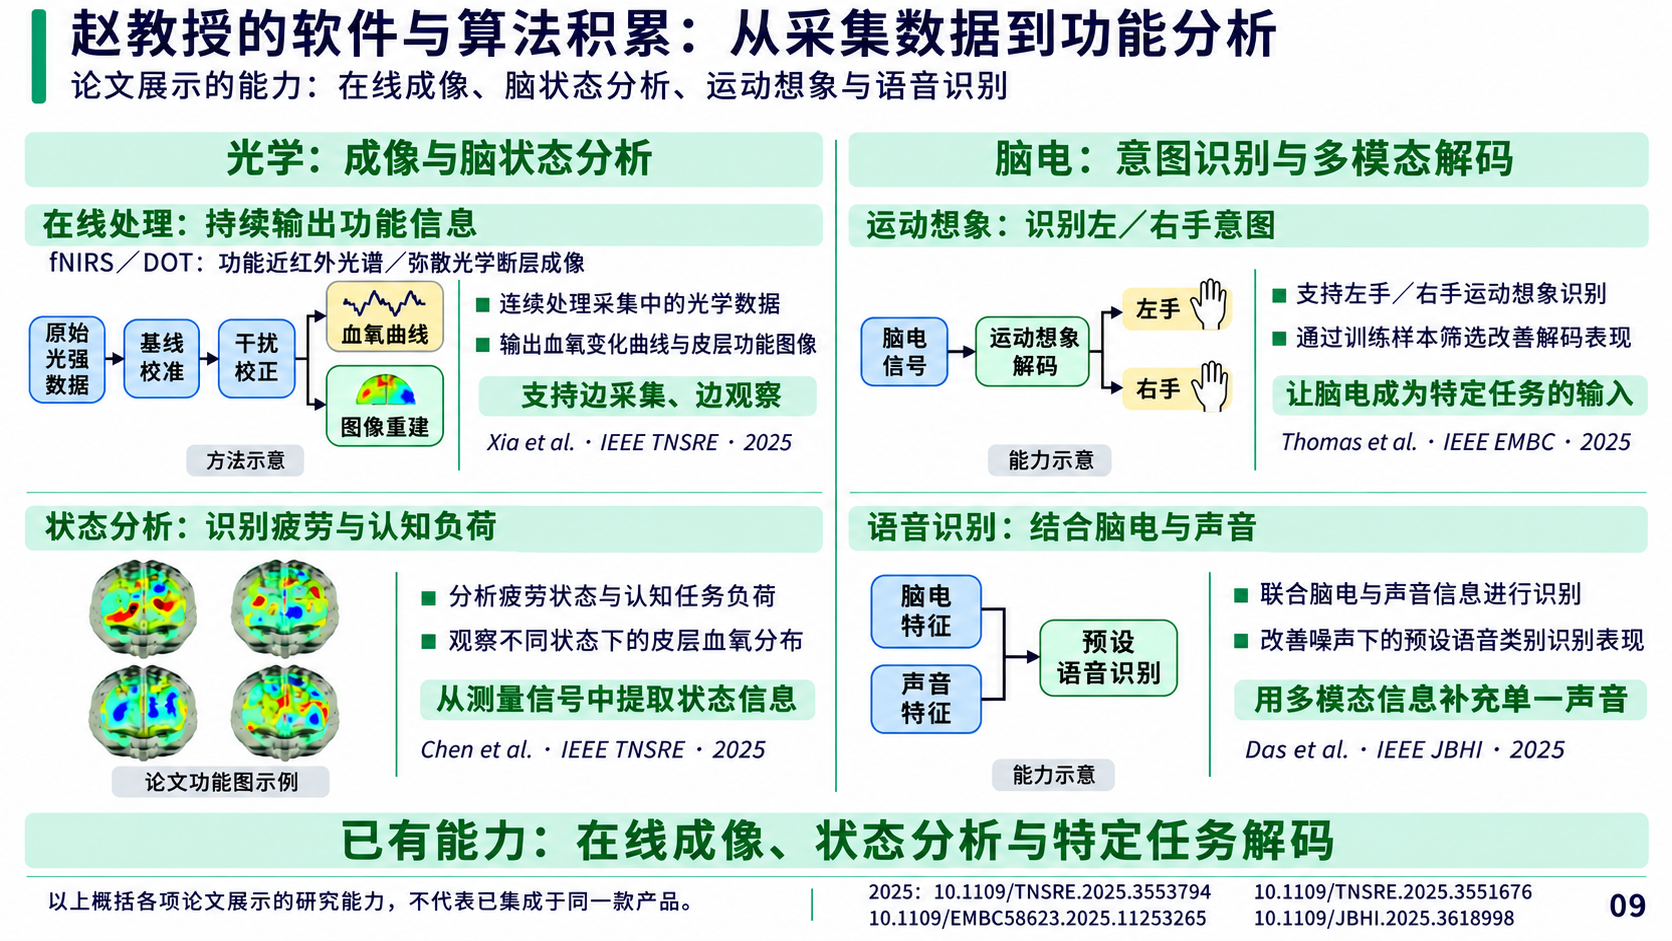 赵教授的软件与算法积累：从采集数据到功能分析
论文展示的能力：在线成像、脑状态分析、运动想象与语音识别
光学：成像与脑状态分析
在线处理：持续输出功能信息
fNIRS／DOT：功能近红外光谱／弥散光学断层成像
原始
光强
数据
基线
校准
干扰
校正
血氧曲线
图像重建
方法示意
连续处理采集中的光学数据
输出血氧变化曲线与皮层功能图像
支持边采集、边观察
Xia et al. · IEEE TNSRE · 2025
状态分析：识别疲劳与认知负荷
论文功能图示例
分析疲劳状态与认知任务负荷
观察不同状态下的皮层血氧分布
从测量信号中提取状态信息
Chen et al. · IEEE TNSRE · 2025
脑电：意图识别与多模态解码
运动想象：识别左／右手意图
脑电
信号
运动想象
解码
左手
右手
能力示意
支持左手／右手运动想象识别
通过训练样本筛选改善解码表现
让脑电成为特定任务的输入
Thomas et al. · IEEE EMBC · 2025
语音识别：结合脑电与声音
脑电
特征
声音
特征
预设
语音识别
能力示意
联合脑电与声音信息进行识别
改善噪声下的预设语音类别识别表现
用多模态信息补充单一声音
Das et al. · IEEE JBHI · 2025
已有能力：在线成像、状态分析与特定任务解码
以上概括各项论文展示的研究能力，不代表已集成于同一款产品。
2025：10.1109/TNSRE.2025.3553794 10.1109/TNSRE.2025.3551676
10.1109/EMBC58623.2025.11253265 10.1109/JBHI.2025.3618998
09